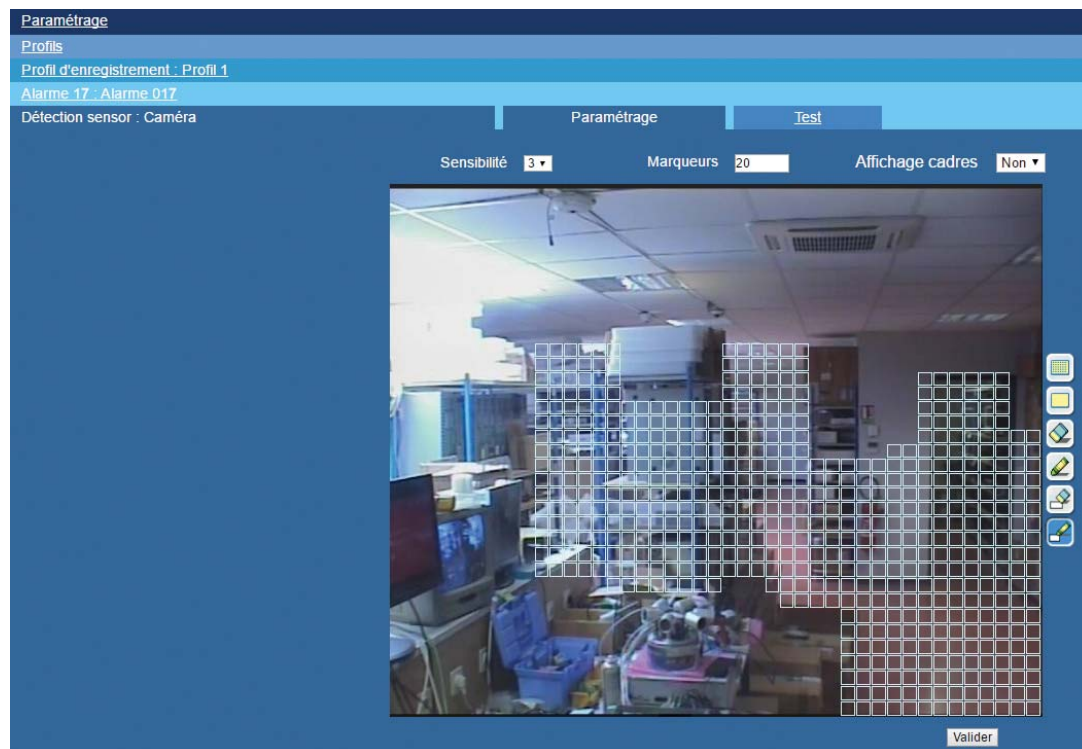 Paramétrage
Profils
Profil d'enregistrement : Profil 1
Alarme 17 : Alarme 017
Détection sensor : Caméra Paramétrage Test
Sensibilité 3 Marqueurs 20 Affichage cadres Non
Valider